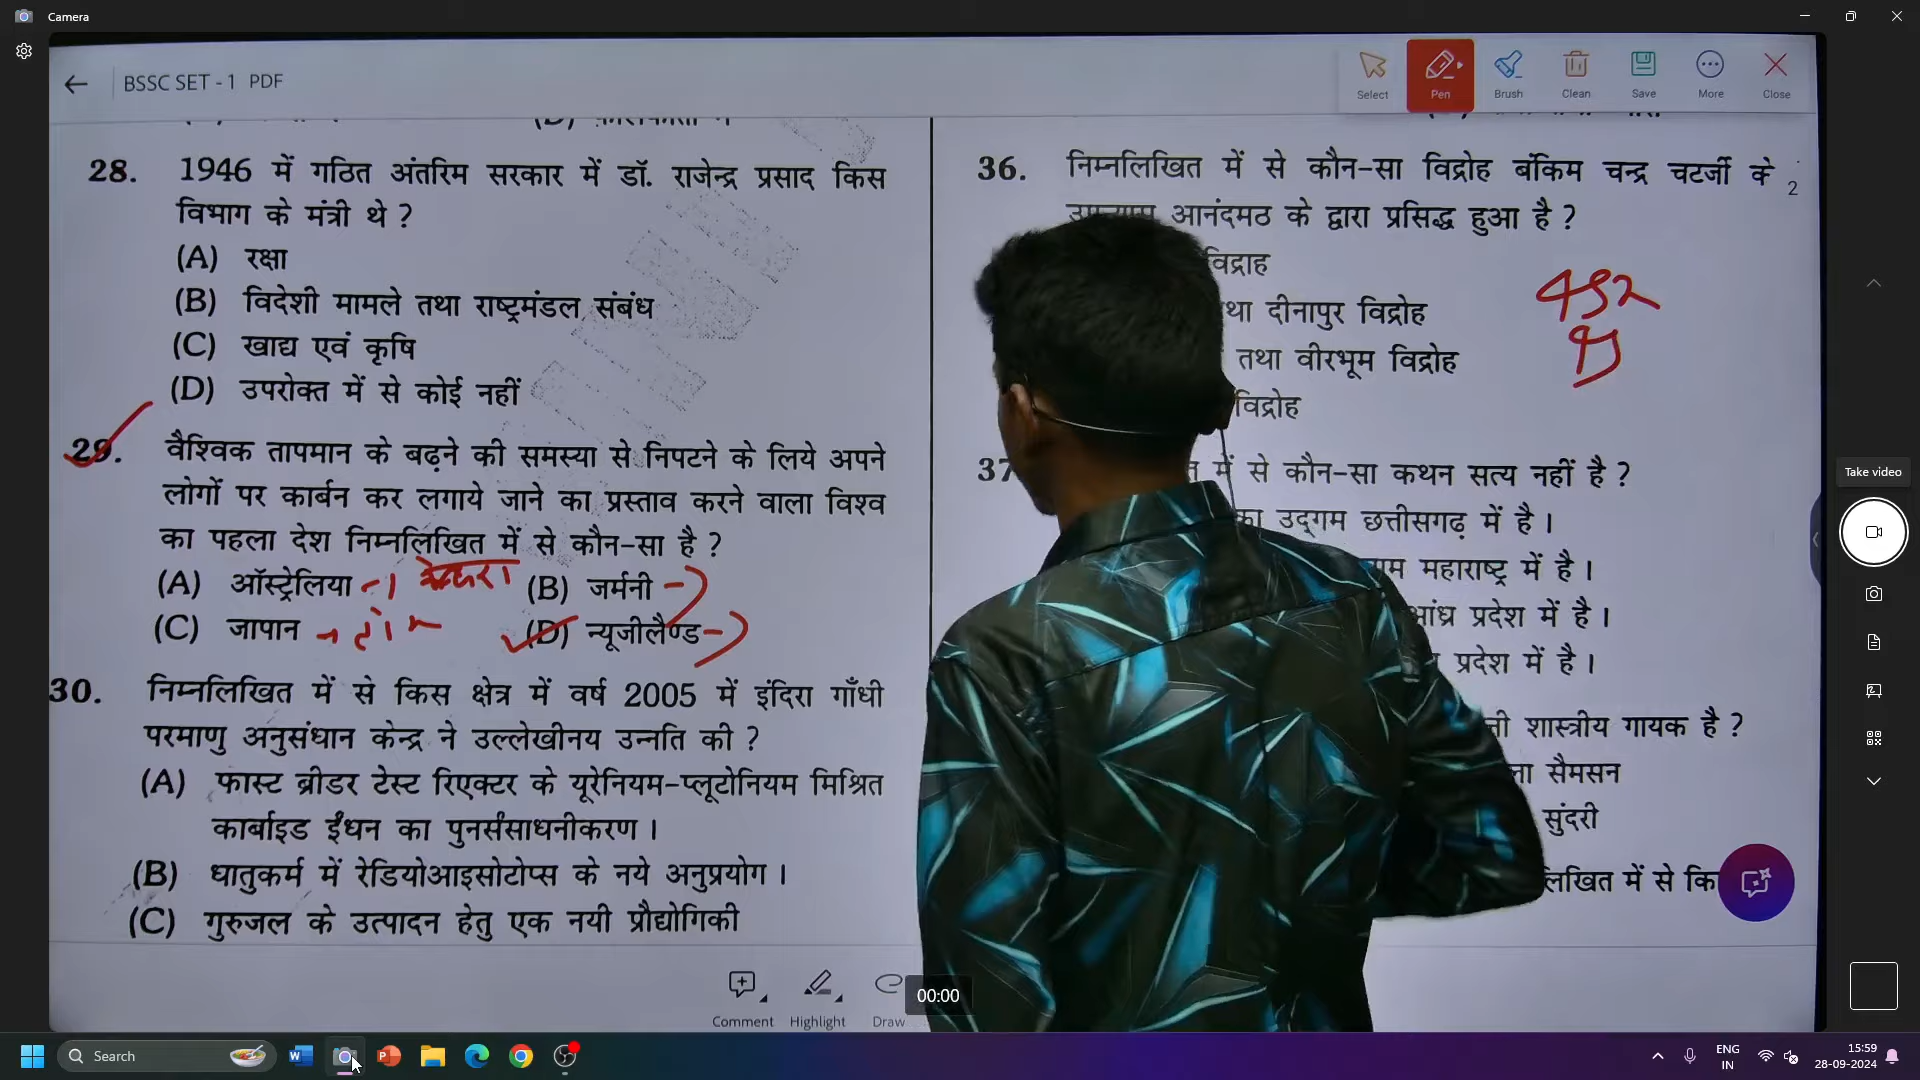 Camera
BSSC SET - 1 PDF
Select
Pen
Brush
Clean
Save
More
Close
28. 1946 में गठित अंतरिम सरकार में डॉ. राजेन्द्र प्रसाद किस
विभाग के मंत्री थे ?
(A) रक्षा
(B) विदेशी मामले तथा राष्ट्रमंडल संबंध
(C) खाद्य एवं कृषि
(D) उपरोक्त में से कोई नहीं
29. वैश्विक तापमान के बढ़ने की समस्या से निपटने के लिये अपने
लोगों पर कार्बन कर लगाये जाने का प्रस्ताव करने वाला विश्व
का पहला देश निम्नलिखित में से कौन-सा है ?
(A) ऑस्ट्रेलिया (B) जर्मनी
(C) जापान (D) न्यूजीलैण्ड
30. निम्नलिखित में से किस क्षेत्र में वर्ष 2005 में इंदिरा गाँधी
परमाणु अनुसंधान केन्द्र ने उल्लेखीनय उन्नति की ?
(A) फास्ट ब्रीडर टेस्ट रिएक्टर के यूरेनियम-प्लूटोनियम मिश्रित
कार्बाइड ईंधन का पुनर्संसाधनीकरण ।
(B) धातुकर्म में रेडियोआइसोटोप्स के नये अनुप्रयोग ।
(C) गुरुजल के उत्पादन हेतु एक नयी प्रौद्योगिकी
36. निम्नलिखित में से कौन-सा विद्रोह बंकिम चन्द्र चटर्जी के
2
उपन्यास आनंदमठ के द्वारा प्रसिद्ध हुआ है ?
विद्राह
था दीनापुर विद्रोह
तथा वीरभूम विद्रोह
विद्रोह
37 में से कौन-सा कथन सत्य नहीं है ?
का उद्गम छत्तीसगढ़ में है ।
महाराष्ट्र में है ।
आंध्र प्रदेश में है ।
प्रदेश में है ।
शास्त्रीय गायक है ?
ला सैमसन
सुंदरी
लिखित में से कि
Take video
Comment
Highlight
Draw
00:00
Search
ENG
IN
15:59
28-09-2024